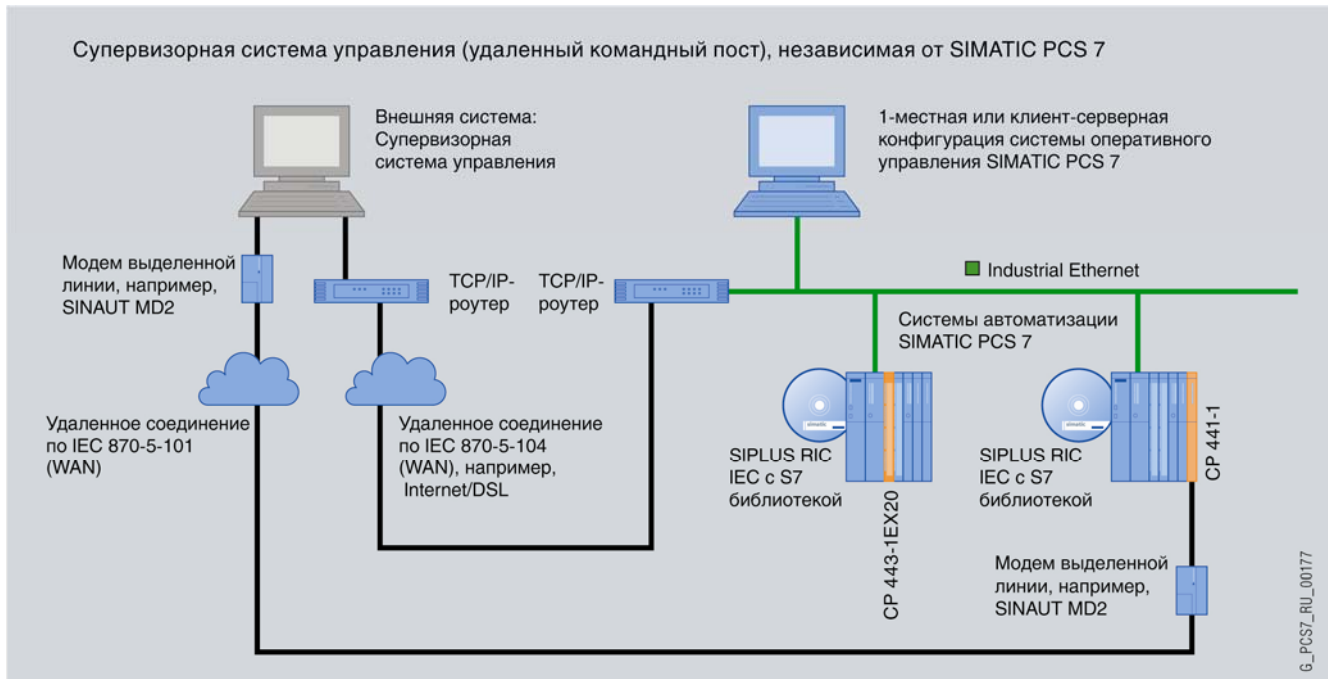 Супервизорная система управления (удаленный командный пост), независимая от SIMATIC PCS 7
Внешняя система:
Супервизорная
система управления
1-местная или клиент-серверная
конфигурация системы оперативного
управления SIMATIC PCS 7
Модем выделенной
линии, например,
SINAUT MD2
TCP/IP-
роутер
TCP/IP-
роутер
Industrial Ethernet
Системы автоматизации
SIMATIC PCS 7
Удаленное соединение
по IEC 870-5-101
(WAN)
Удаленное соединение
по IEC 870-5-104
(WAN), например,
Internet/DSL
simatic
SIPLUS RIC
IEC с S7
библиотекой
CP 443-1EX20
simatic
SIPLUS RIC
IEC с S7
библиотекой
CP 441-1
Модем выделенной
линии, например,
SINAUT MD2
G_PCS7_RU_00177